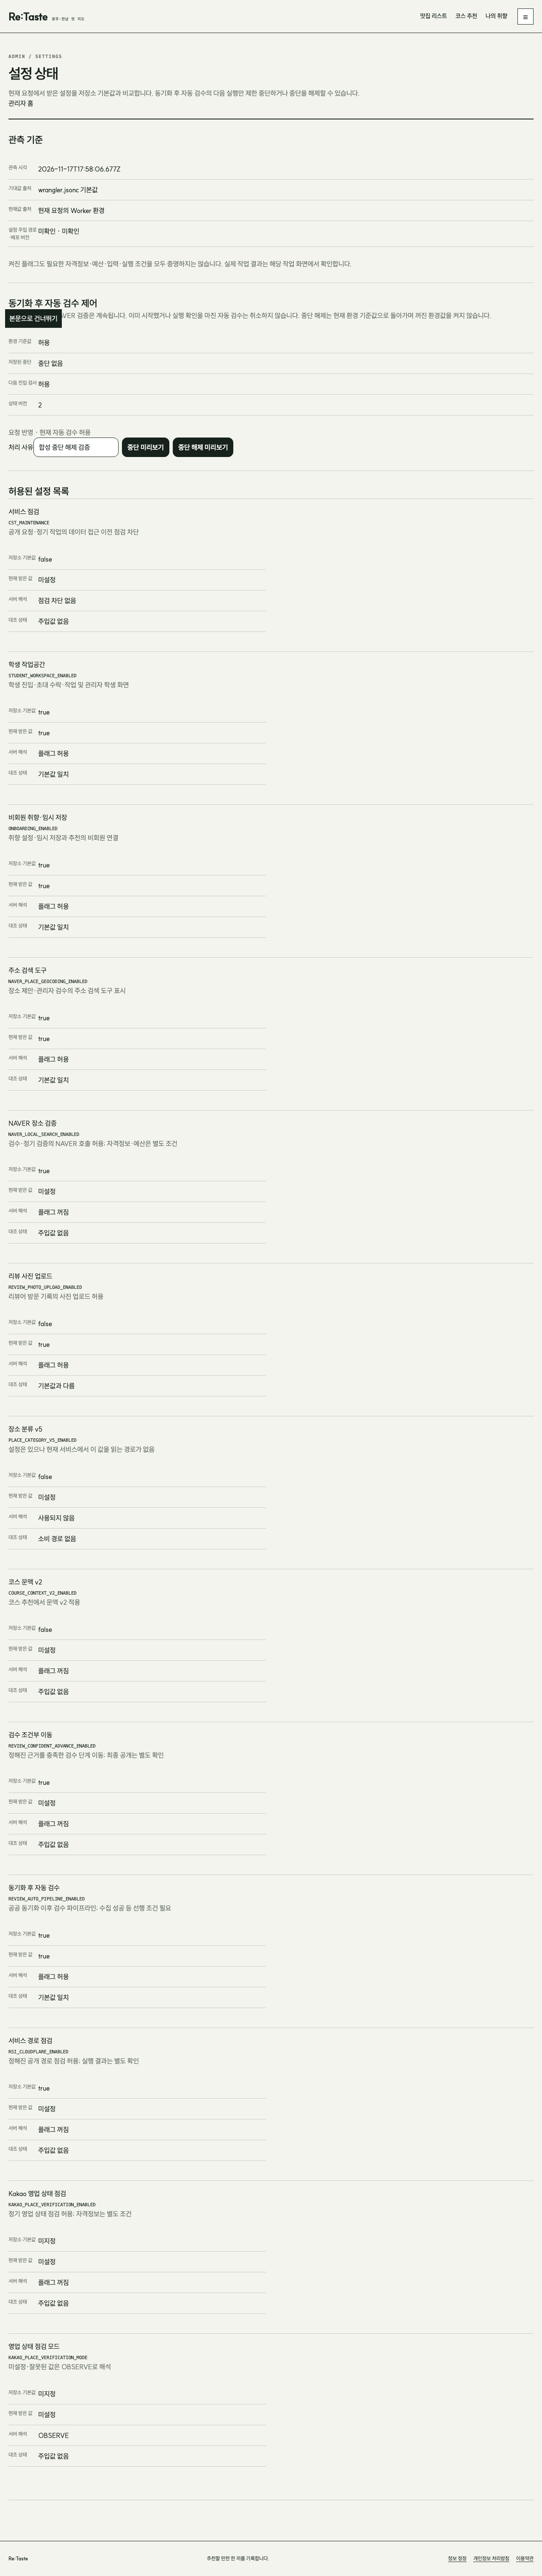 Re:Taste 광주·전남 맛 지도
맛집 리스트 코스 추천 나의 취향
ADMIN / SETTINGS
설정 상태
현재 요청에서 받은 설정을 저장소 기본값과 비교합니다. 동기화 후 자동 검수의 다음 실행만 제한 중단하거나 중단을 해제할 수 있습니다.
관리자 홈
관측 기준
관측 시각 2026-11-17T17:58:06.677Z
기대값 출처 wrangler.jsonc 기본값
현재값 출처 현재 요청의 Worker 환경
설정 주입 경로·배포 버전 미확인 · 미확인
켜진 플래그도 필요한 자격정보·예산·입력·실행 조건을 모두 증명하지는 않습니다. 실제 작업 결과는 해당 작업 화면에서 확인합니다.
동기화 후 자동 검수 제어
본문으로 건너뛰기
VER 검증은 계속됩니다. 이미 시작했거나 실행 확인을 마친 자동 검수는 취소하지 않습니다. 중단 해제는 현재 환경 기준값으로 돌아가며 꺼진 환경값을 켜지 않습니다.
환경 기준값 허용
저장된 중단 중단 없음
다음 진입 검사 허용
상태 버전 2
요청 반영 · 현재 자동 검수 허용
처리 사유 합성 중단 해제 검증 중단 미리보기 중단 해제 미리보기
허용된 설정 목록
서비스 점검
CST_MAINTENANCE
공개 요청·정기 작업의 데이터 접근 이전 점검 차단
저장소 기본값 false
현재 받은 값 미설정
서버 해석 점검 차단 없음
대조 상태 주입값 없음
학생 작업공간
STUDENT_WORKSPACE_ENABLED
학생 진입·초대 수락·작업 및 관리자 학생 화면
저장소 기본값 true
현재 받은 값 true
서버 해석 플래그 허용
대조 상태 기본값 일치
비회원 취향·임시 저장
ONBOARDING_ENABLED
취향 설정·임시 저장과 추천의 비회원 연결
저장소 기본값 true
현재 받은 값 true
서버 해석 플래그 허용
대조 상태 기본값 일치
주소 검색 도구
NAVER_PLACE_GEOCODING_ENABLED
장소 제안·관리자 검수의 주소 검색 도구 표시
저장소 기본값 true
현재 받은 값 true
서버 해석 플래그 허용
대조 상태 기본값 일치
NAVER 장소 검증
NAVER_LOCAL_SEARCH_ENABLED
검수·정기 검증의 NAVER 호출 허용; 자격정보·예산은 별도 조건
저장소 기본값 true
현재 받은 값 미설정
서버 해석 플래그 꺼짐
대조 상태 주입값 없음
리뷰 사진 업로드
REVIEW_PHOTO_UPLOAD_ENABLED
리뷰어 방문 기록의 사진 업로드 허용
저장소 기본값 false
현재 받은 값 true
서버 해석 플래그 허용
대조 상태 기본값과 다름
장소 분류 v5
PLACE_CATEGORY_V5_ENABLED
설정은 있으나 현재 서비스에서 이 값을 읽는 경로가 없음
저장소 기본값 false
현재 받은 값 미설정
서버 해석 사용되지 않음
대조 상태 소비 경로 없음
코스 문맥 v2
COURSE_CONTEXT_V2_ENABLED
코스 추천에서 문맥 v2 적용
저장소 기본값 false
현재 받은 값 미설정
서버 해석 플래그 꺼짐
대조 상태 주입값 없음
검수 조건부 이동
REVIEW_CONFIDENT_ADVANCE_ENABLED
정해진 근거를 충족한 검수 단계 이동; 최종 공개는 별도 확인
저장소 기본값 true
현재 받은 값 미설정
서버 해석 플래그 꺼짐
대조 상태 주입값 없음
동기화 후 자동 검수
REVIEW_AUTO_PIPELINE_ENABLED
공공 동기화 이후 검수 파이프라인; 수집 성공 등 선행 조건 필요
저장소 기본값 true
현재 받은 값 true
서버 해석 플래그 허용
대조 상태 기본값 일치
서비스 경로 점검
RSI_CLOUDFLARE_ENABLED
정해진 공개 경로 점검 허용; 실행 결과는 별도 확인
저장소 기본값 true
현재 받은 값 미설정
서버 해석 플래그 꺼짐
대조 상태 주입값 없음
Kakao 영업 상태 점검
KAKAO_PLACE_VERIFICATION_ENABLED
정기 영업 상태 점검 허용; 자격정보는 별도 조건
저장소 기본값 미지정
현재 받은 값 미설정
서버 해석 플래그 꺼짐
대조 상태 주입값 없음
영업 상태 점검 모드
KAKAO_PLACE_VERIFICATION_MODE
미설정·잘못된 값은 OBSERVE로 해석
저장소 기본값 미지정
현재 받은 값 미설정
서버 해석 OBSERVE
대조 상태 주입값 없음
Re:Taste 추천할 만한 한 끼를 기록합니다. 정보 정정 개인정보 처리방침 이용약관